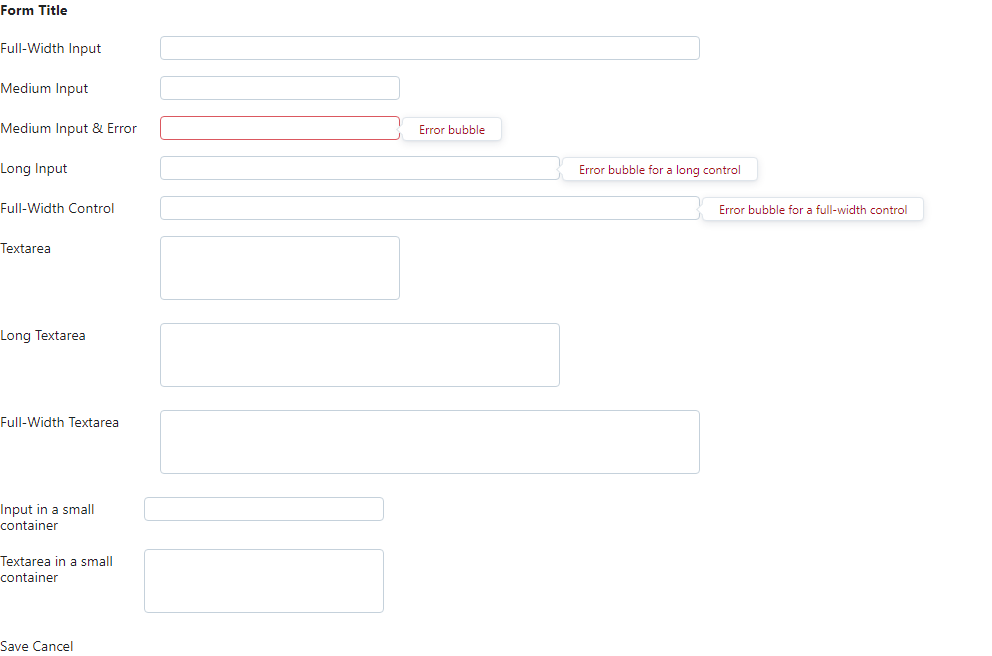 Form Title
Full-Width Input
Medium Input
Medium Input & Error
Error bubble
Long Input
Error bubble for a long control
Full-Width Control
Error bubble for a full-width control
Textarea
Long Textarea
Full-Width Textarea
Input in a small
container
Textarea in a small
container
Save Cancel